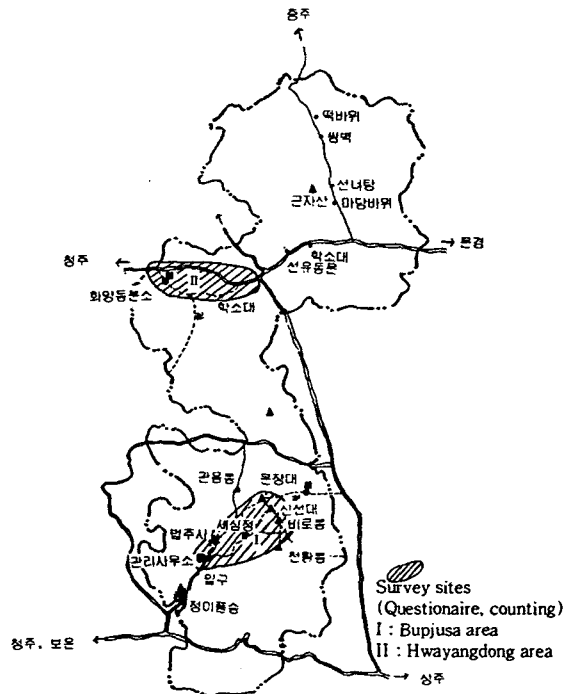 충주
떡바위
쌍벽
선녀탕
군자산
마당바위
문경
학소대
선유동문
청주
II
화양동분소
학소대
관음봉
문장대
신선대
비로봉
세심정
법주사
I
천황봉
관리사무소
입구
정이품송
Survey sites
(Questionaire, counting)
I : Bupjusa area
II : Hwayangdong area
청주. 보은
상주